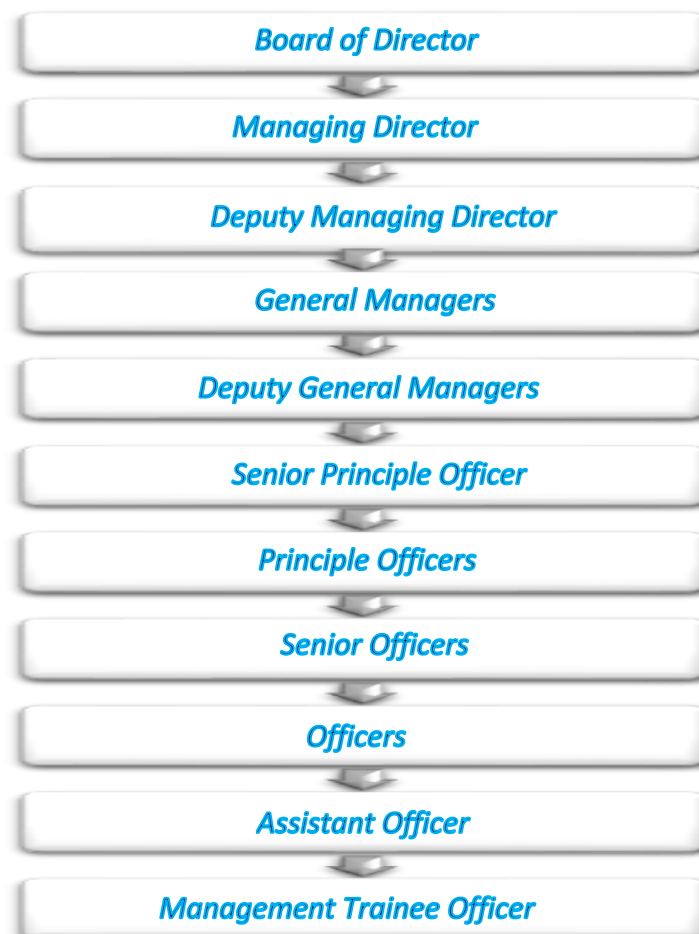 Board of Director
Managing Director
Deputy Managing Director
General Managers
Deputy General Managers
Senior Principle Officer
Principle Officers
Senior Officers
Officers
Assistant Officer
Management Trainee Officer